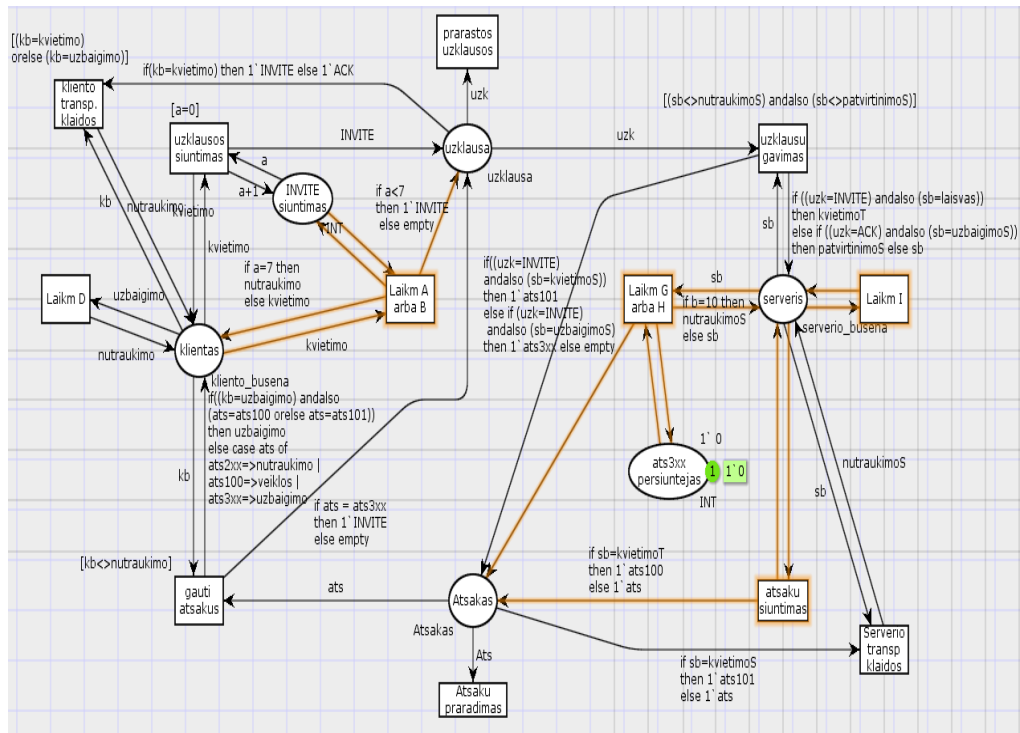 prarastos
uzklausos
[(kb=kvietimo)
orelse (kb=uzbaigimo)]
if(kb=kvietimo) then 1`INVITE else 1`ACK
kliento
transp.
klaidos
uzk
[(sb<>nutraukimoS) andalso (sb<>patvirtinimoS)]
[a=0]
uzklausos
siuntimas
INVITE
uzklausa
uzklausa
uzk
uzklausu
gavimas
a
a+1
INVITE
siuntimas
INT
if a<7
then 1`INVITE
else empty
kb
nutraukimo
kvietimo
kvietimo
sb
if ((uzk=INVITE) andalso (sb=laisvas))
then kvietimoT
else if ((uzk=ACK) andalso (sb=uzbaigimoS))
then patvirtinimoS else sb
if a=7 then
nutraukimo
else kvietimo
if((uzk=INVITE)
andalso (sb=kvietimoS))
then 1`ats101
else if (uzk=INVITE)
andalso (sb=uzbaigimoS)
then 1`ats3xx else empty
Laikm D
uzbaigimo
nutraukimo
Laikm A
arba B
kvietimo
klientas
kliento_busena
Laikm G
arba H
sb
if b=10 then
nutraukimoS
else sb
serveris
serverio_busena
Laikm I
if((kb=uzbaigimo) andalso
(ats=ats100 orelse ats=ats101))
then uzbaigimo
else case ats of
ats2xx=>nutraukimo |
ats100=>veiklos |
ats3xx=>uzbaigimo
kb
1` 0
ats3xx
persiuntejas
1
1`0
INT
sb
nutraukimoS
if ats = ats3xx
then 1`INVITE
else empty
[kb<>nutraukimo]
gauti
atsakus
ats
Atsakas
Atsakas
if sb=kvietimoT
then 1`ats100
else 1`ats
atsaku
siuntimas
Ats
Atsaku
praradimas
if sb=kvietimoS
then 1`ats101
else 1`ats
Serverio
transp
klaidos